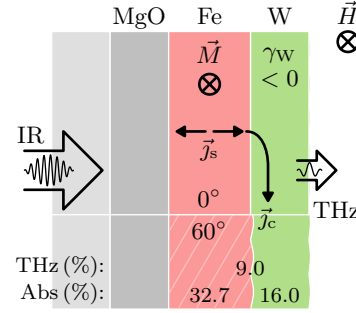 MgO Fe W H⃗
M⃗ γw
< 0
IR
j⃗s
THz
0° j⃗c
60°
THz (%): 9.0
Abs (%): 32.7 16.0